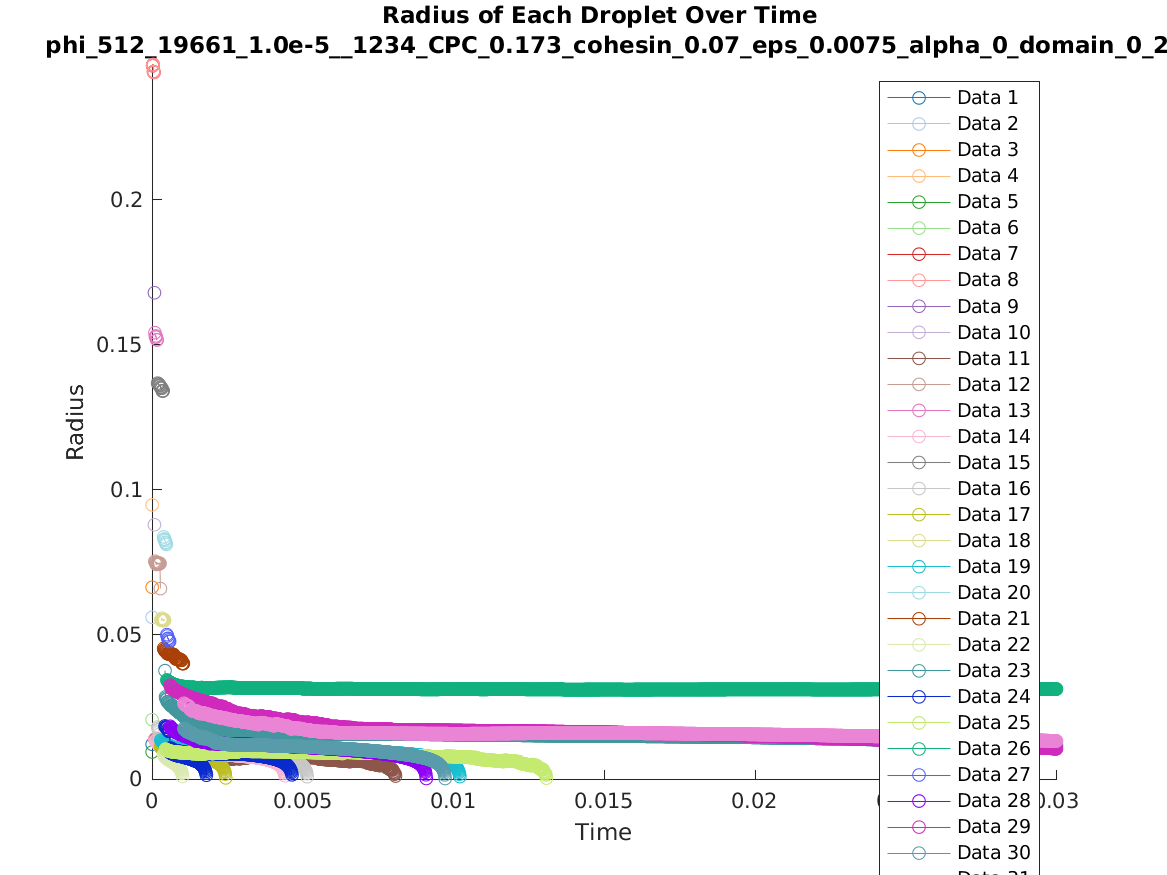 Radius of Each Droplet Over Time
phi_512_19661_1.0e-5__1234_CPC_0.173_cohesin_0.07_eps_0.0075_alpha_0_domain_0_2
0.2
0.15
0.1
0.05
0
Radius
0
0.005
0.01
0.015
0.02
0.03
Time
Data 1
Data 2
Data 3
Data 4
Data 5
Data 6
Data 7
Data 8
Data 9
Data 10
Data 11
Data 12
Data 13
Data 14
Data 15
Data 16
Data 17
Data 18
Data 19
Data 20
Data 21
Data 22
Data 23
Data 24
Data 25
Data 26
Data 27
Data 28
Data 29
Data 30